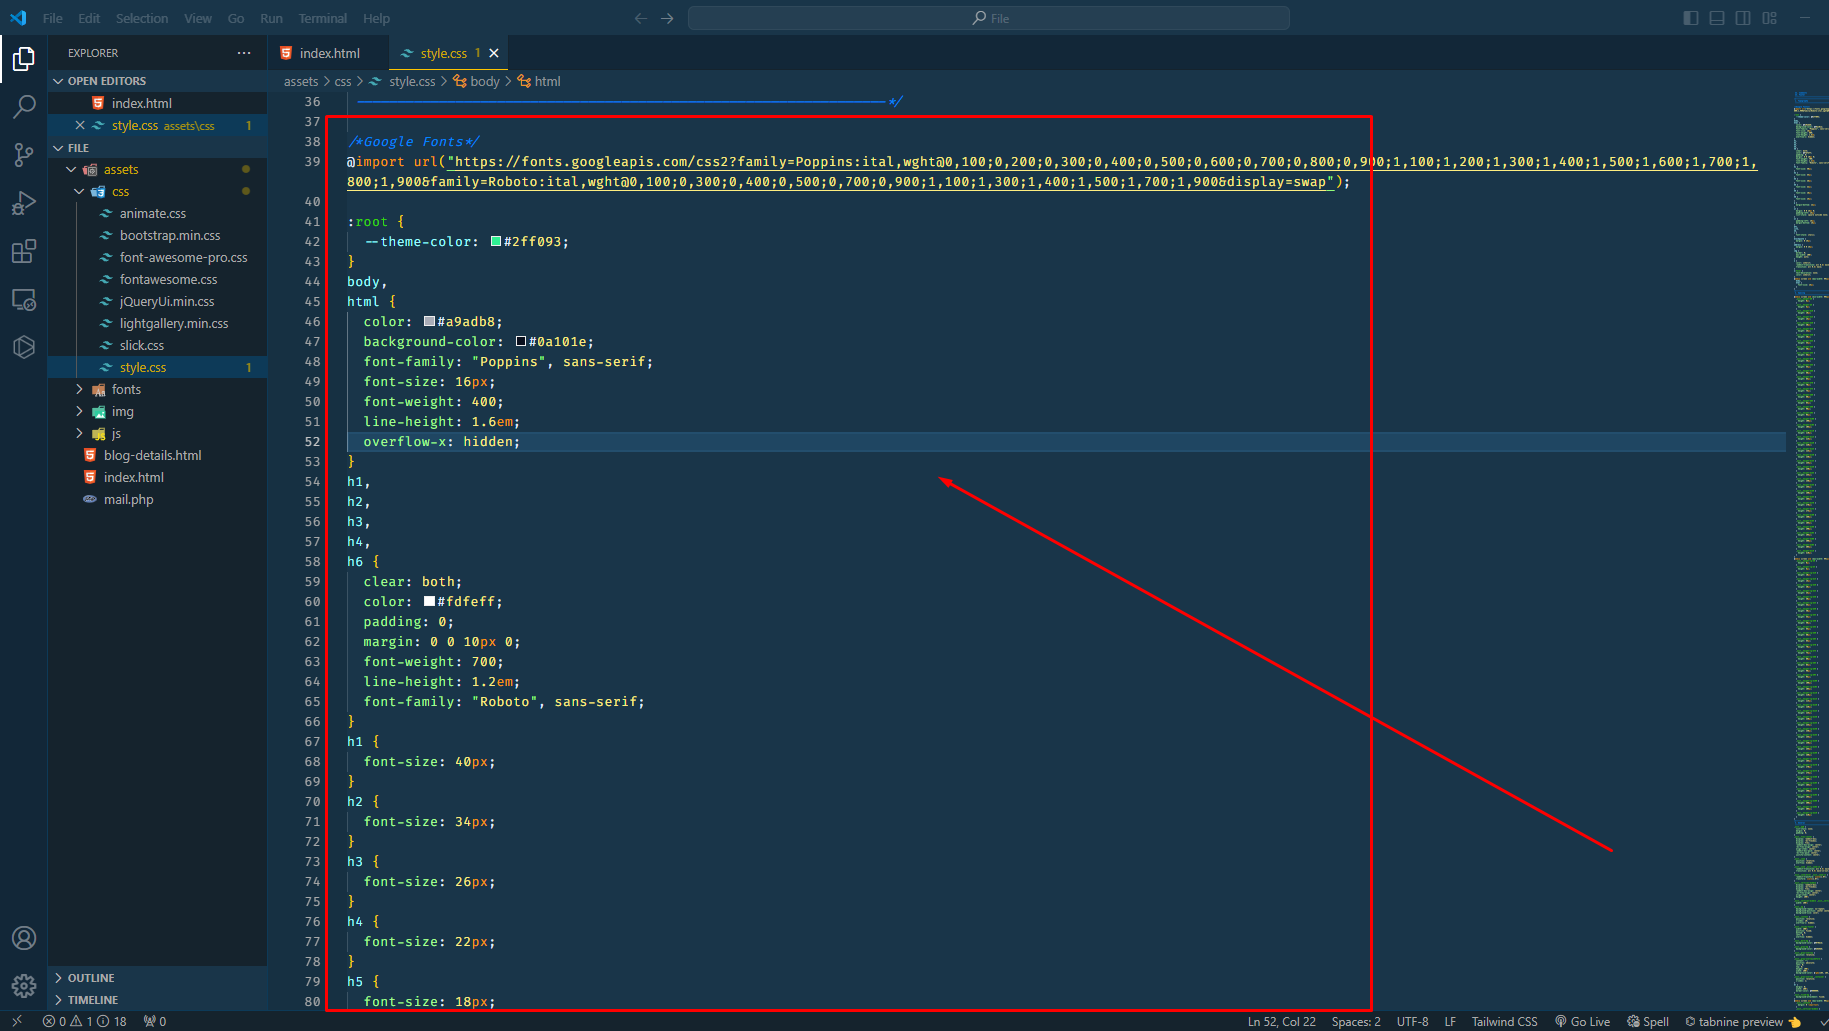 File Edit Selection View Go Run Terminal Help
File
EXPLORER
index.html
style.css 1
OPEN EDITORS
index.html
style.css assets\css 1
FILE
assets
css
animate.css
bootstrap.min.css
font-awesome-pro.css
fontawesome.css
jQueryUi.min.css
lightgallery.min.css
slick.css
style.css 1
fonts
img
js
blog-details.html
index.html
mail.php
OUTLINE
TIMELINE
assets > css > style.css > body > html
36 */
37
38 /*Google Fonts*/
39 @import url("https://fonts.googleapis.com/css2?family=Poppins:ital,wght@0,100;0,200;0,300;0,400;0,500;0,600;0,700;0,800;0,900;1,100;1,200;1,300;1,400;1,500;1,600;1,700;1,
800;1,900&family=Roboto:ital,wght@0,100;0,300;0,400;0,500;0,700;0,900;1,100;1,300;1,400;1,500;1,700;1,900&display=swap");
40
41 :root {
42 --theme-color: #2ff093;
43 }
44 body,
45 html {
46 color: #a9adb8;
47 background-color: #0a101e;
48 font-family: "Poppins", sans-serif;
49 font-size: 16px;
50 font-weight: 400;
51 line-height: 1.6em;
52 overflow-x: hidden;
53 }
54 h1,
55 h2,
56 h3,
57 h4,
58 h6 {
59 clear: both;
60 color: #fdfeff;
61 padding: 0;
62 margin: 0 0 10px 0;
63 font-weight: 700;
64 line-height: 1.2em;
65 font-family: "Roboto", sans-serif;
66 }
67 h1 {
68 font-size: 40px;
69 }
70 h2 {
71 font-size: 34px;
72 }
73 h3 {
74 font-size: 26px;
75 }
76 h4 {
77 font-size: 22px;
78 }
79 h5 {
80 font-size: 18px;
0 1 18 0
Ln 52, Col 22 Spaces: 2 UTF-8 LF Tailwind CSS Go Live Spell tabnine preview